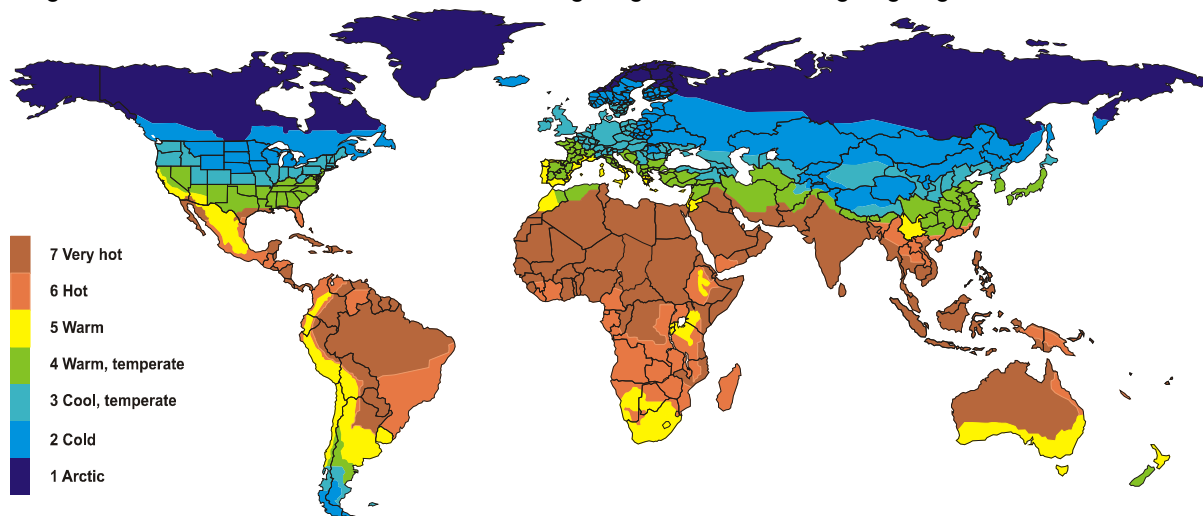 7 Very hot
6 Hot
5 Warm
4 Warm, temperate
3 Cool, temperate
2 Cold
1 Arctic